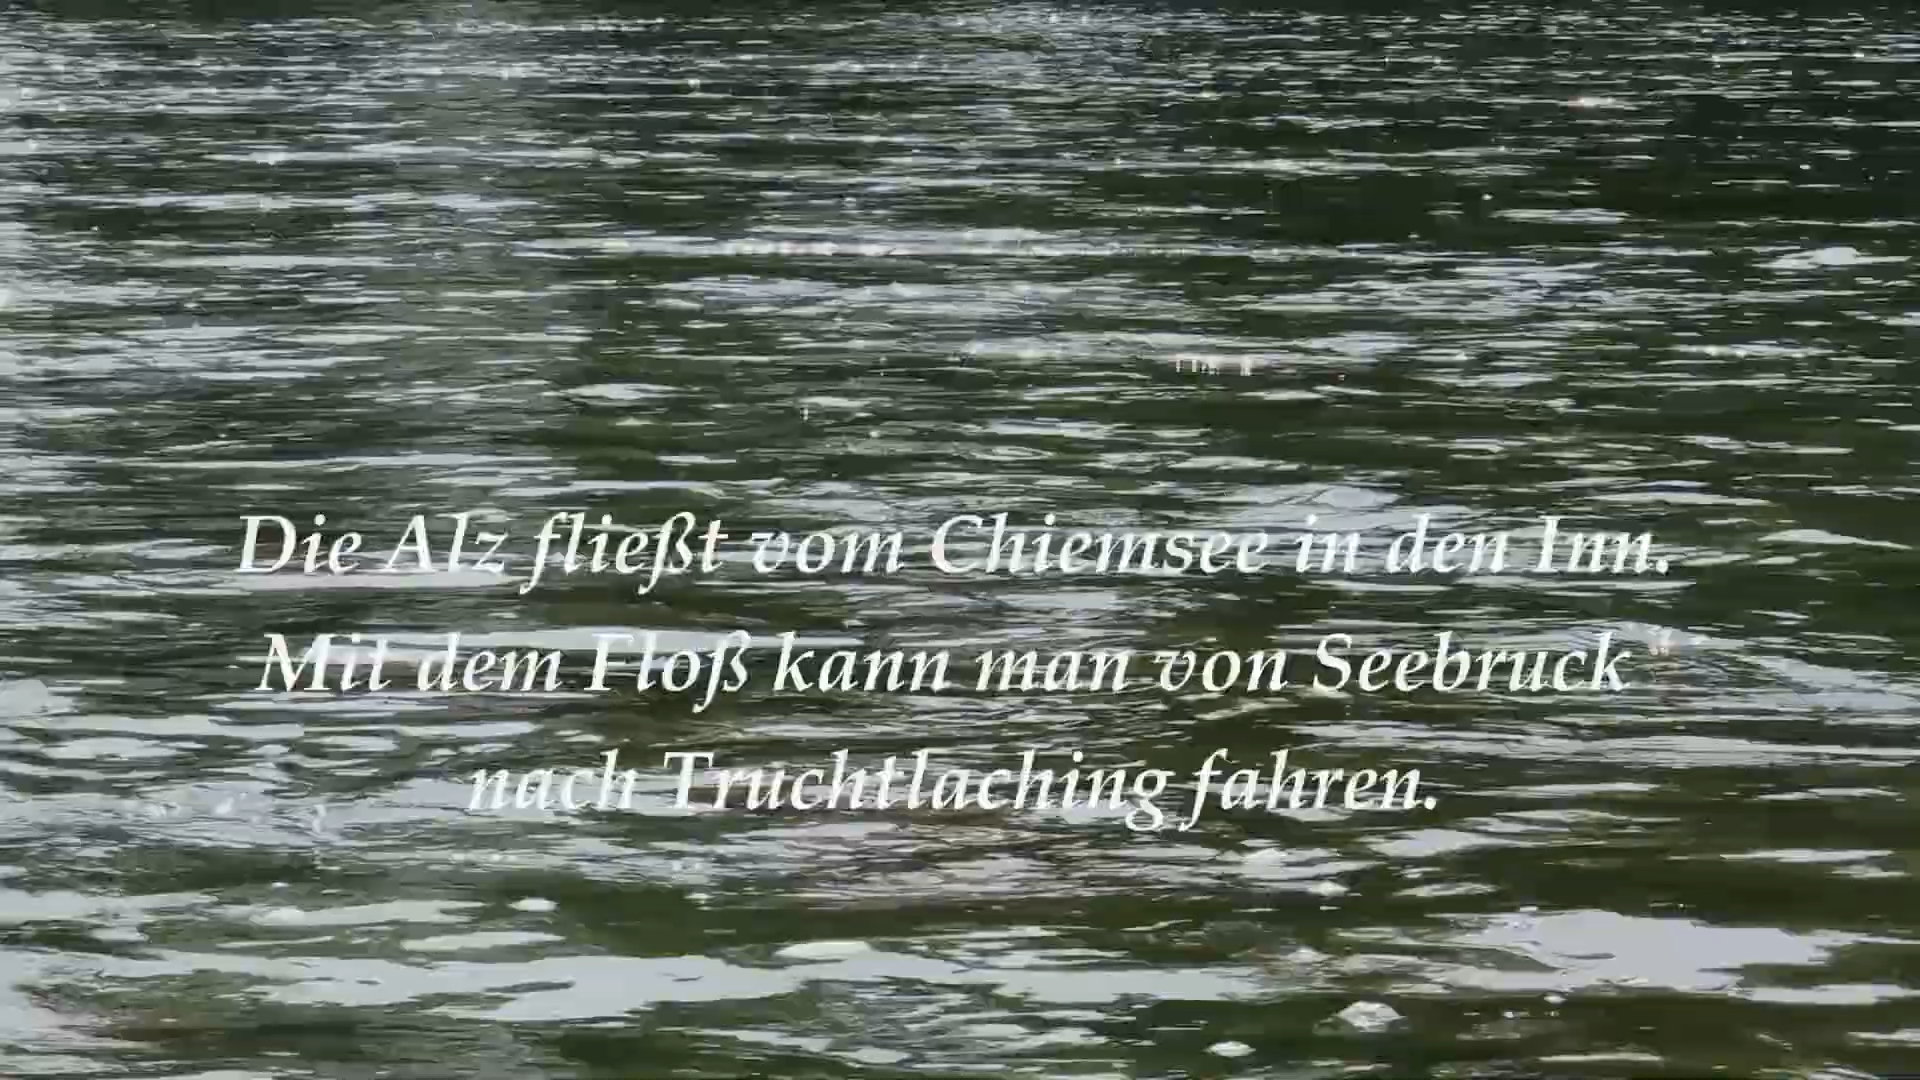 Die Alz fließt vom Chiemsee in den Inn.
Mit dem Floß kann man von Seebruck
nach Truchtlaching fahren.